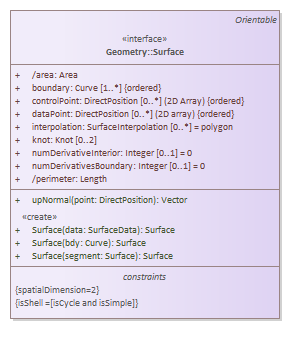 Orientable
«interface»
Geometry::Surface
+ /area: Area
+ boundary: Curve [1..*] {ordered}
+ controlPoint: DirectPosition [0..*] (2D Array) {ordered}
+ dataPoint: DirectPosition [0..*] (2D array) {ordered}
+ interpolation: SurfaceInterpolation [0..*] = polygon
+ knot: Knot [0..2]
+ numDerivativeInterior: Integer [0..1] = 0
+ numDerivativesBoundary: Integer [0..1] = 0
+ /perimeter: Length
+ upNormal(point: DirectPosition): Vector
«create»
+ Surface(data: SurfaceData): Surface
+ Surface(bdy: Curve): Surface
+ Surface(segment: Surface): Surface
constraints
{spatialDimension=2}
{isShell =[isCycle and isSimple]}